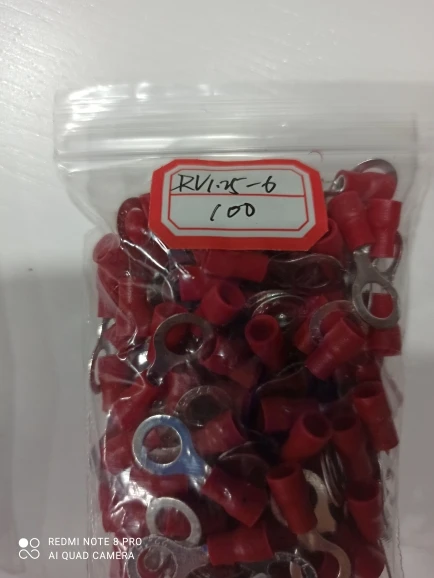 RV1.25-6
100
REDMI NOTE 8 PRO
AI QUAD CAMERA